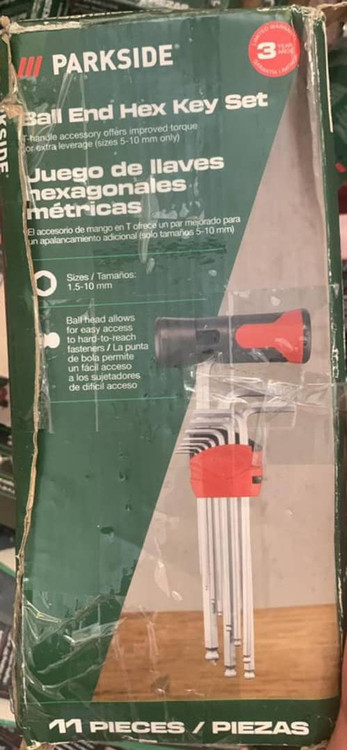 PARKSIDE®
LIMITED WARRANTY
3 YEAR
Ball End Hex Key Set
T-handle accessory offers improved torque
for extra leverage (sizes 5-10 mm only)
Juego de llaves
hexagonales
métricas
El accesorio de mango en T ofrece un par mejorado para
un apalancamiento adicional (solo tamaños 5-10 mm)
Sizes / Tamaños:
1.5-10 mm
Ball head allows
for easy access
to hard-to-reach
fasteners / La punta
de bola permite
un fácil acceso
a los sujetadores
de difícil acceso
11 PIECES / PIEZAS
KSIDE